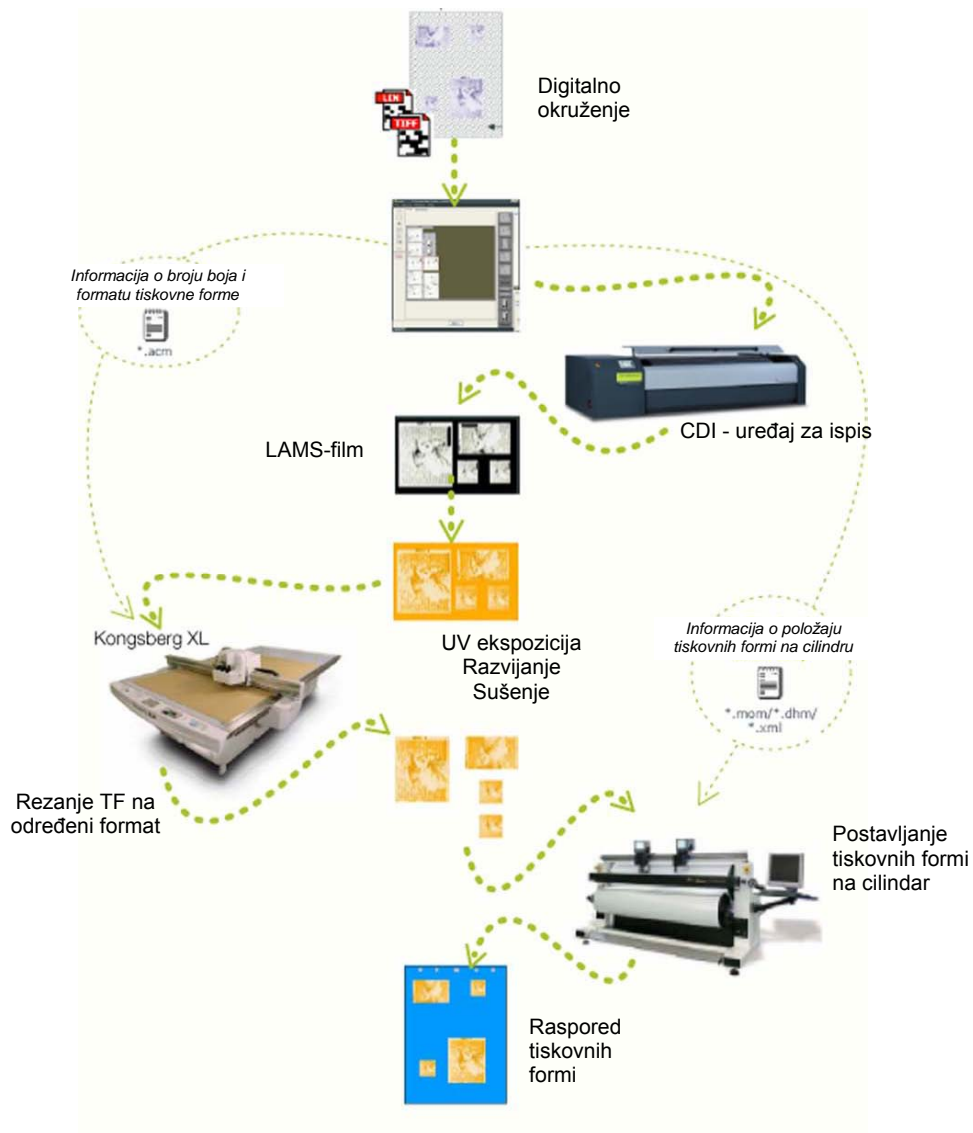 Digitalno
okruženje
LEN
TIFF
Informacija o broju boja i
formatu tiskovne forme
*.acm
CDI - uređaj za ispis
LAMS-film
UV ekspozicija
Razvijanje
Sušenje
Kongsberg XL
Informacija o položaju
tiskovnih formi na cilindru
*.mom/*.dhm/
*.xml
Rezanje TF na
određeni format
Postavljanje
tiskovnih formi
na cilindar
Raspored
tiskovnih
formi